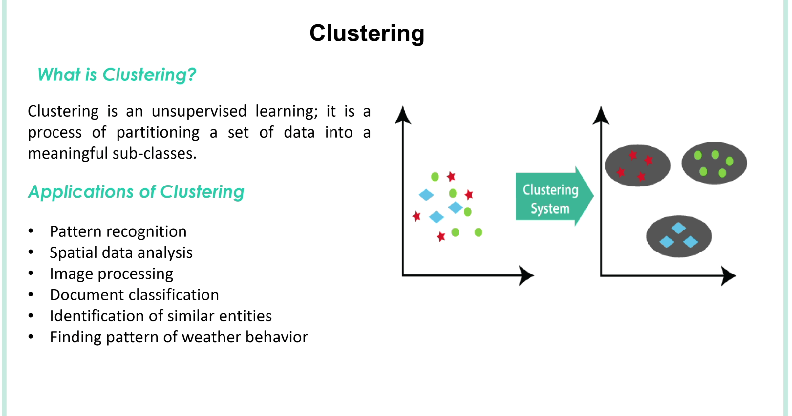 Clustering
What is Clustering?
Clustering is an unsupervised learning; it is a
process of partitioning a set of data into a
meaningful sub-classes.
Applications of Clustering
• Pattern recognition
• Spatial data analysis
• Image processing
• Document classification
• Identification of similar entities
• Finding pattern of weather behavior
Clustering
System